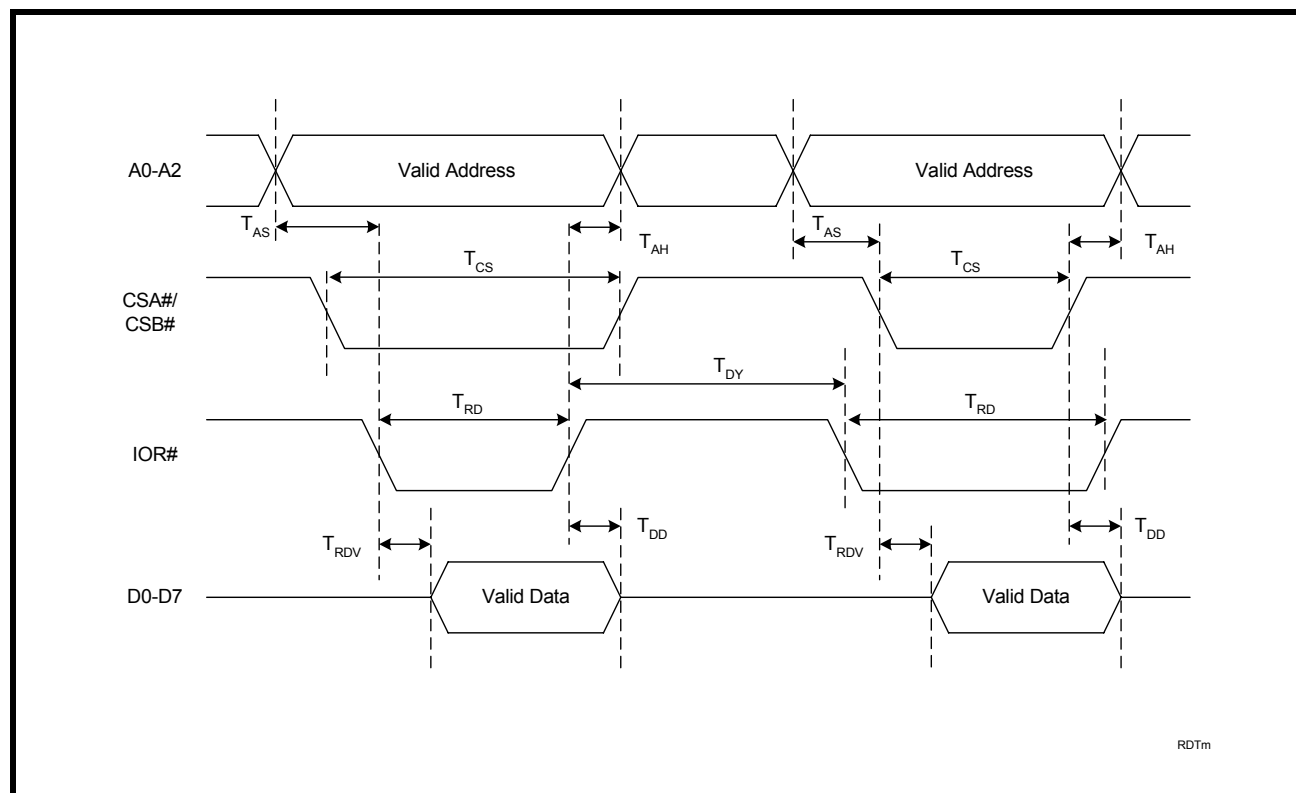 A0-A2
Valid Address
Valid Address
TAS
TAH
TAS
TAH
TCS
TCS
CSA#/
CSB#
TDY
TRD
TRD
IOR#
TRDV
TDD
TRDV
TDD
D0-D7
Valid Data
Valid Data
RDTm